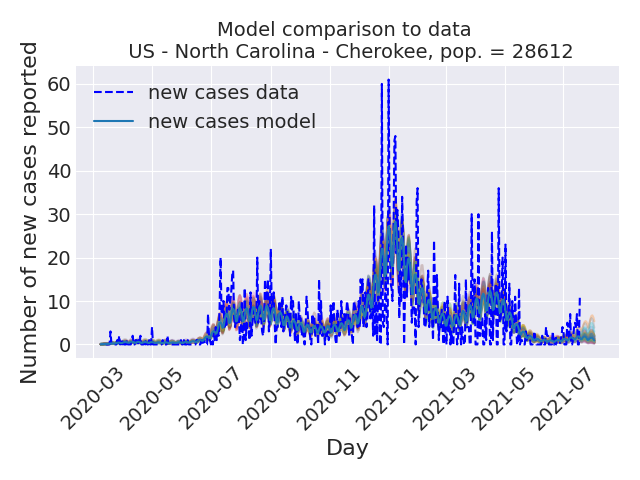 Model comparison to data
US - North Carolina - Cherokee, pop. = 28612
Number of new cases reported
60
50
40
30
20
10
0
new cases data
new cases model
2020-03
2020-05
2020-07
2020-09
2020-11
2021-01
2021-03
2021-05
2021-07
Day